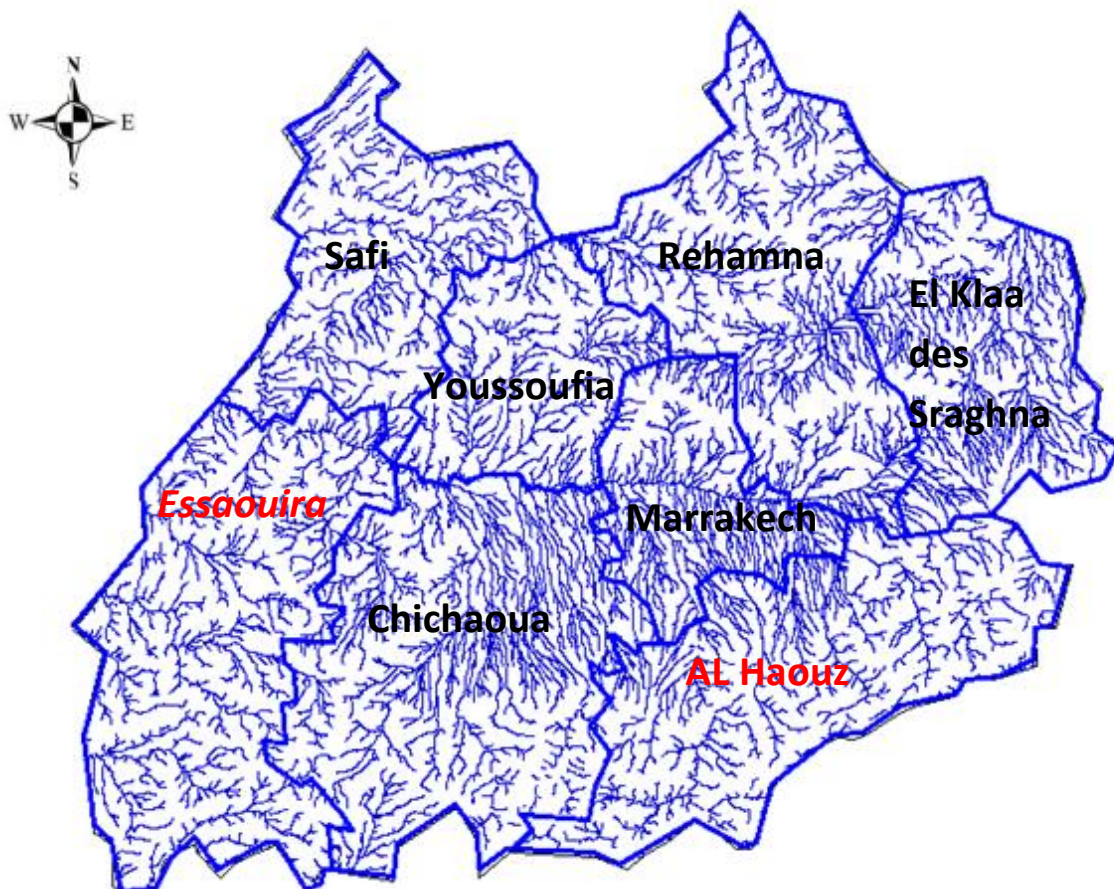 N
W E
S
Safi
Rehamna
El Klaa
des
Sraghna
Youssoufia
Essaouira
Marrakech
Chichaoua
AL Haouz